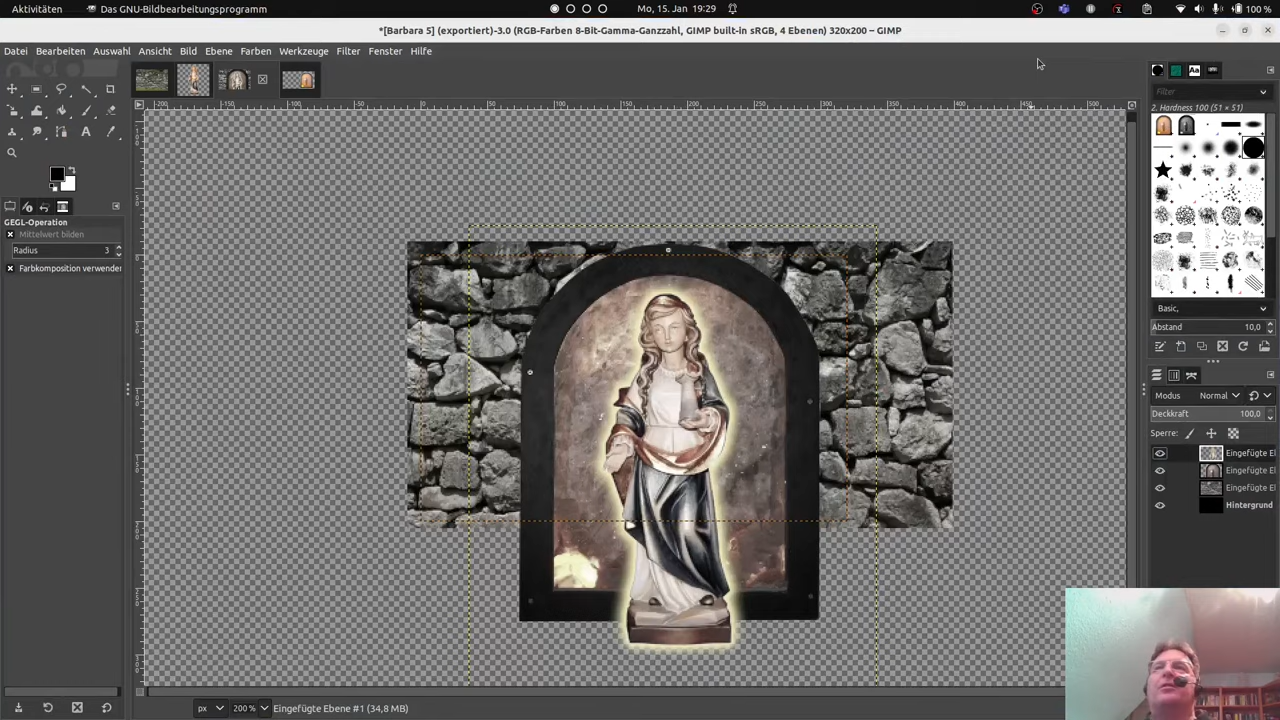 Aktivitäten
Das GNU-Bildbearbeitungsprogramm
Mo, 15. Jan 19:29
100 %
*[Barbara 5] (exportiert)-3.0 (RGB-Farben 8-Bit-Gamma-Ganzzahl, GIMP built-in sRGB, 4 Ebenen) 320x200 – GIMP
Datei Bearbeiten Auswahl Ansicht Bild Ebene Farben Werkzeuge Filter Fenster Hilfe
Filter
2. Hardness 100 (51 × 51)
GEGL-Operation
Mittelwert bilden
Radius 3
Farbkomposition verwenden
Basic,
Abstand 10,0
Modus Normal
Deckkraft 100,0
Sperre:
Eingefügte El
Eingefügte El
Eingefügte El
Hintergrund
px 200 % Eingefügte Ebene #1 (34,8 MB)